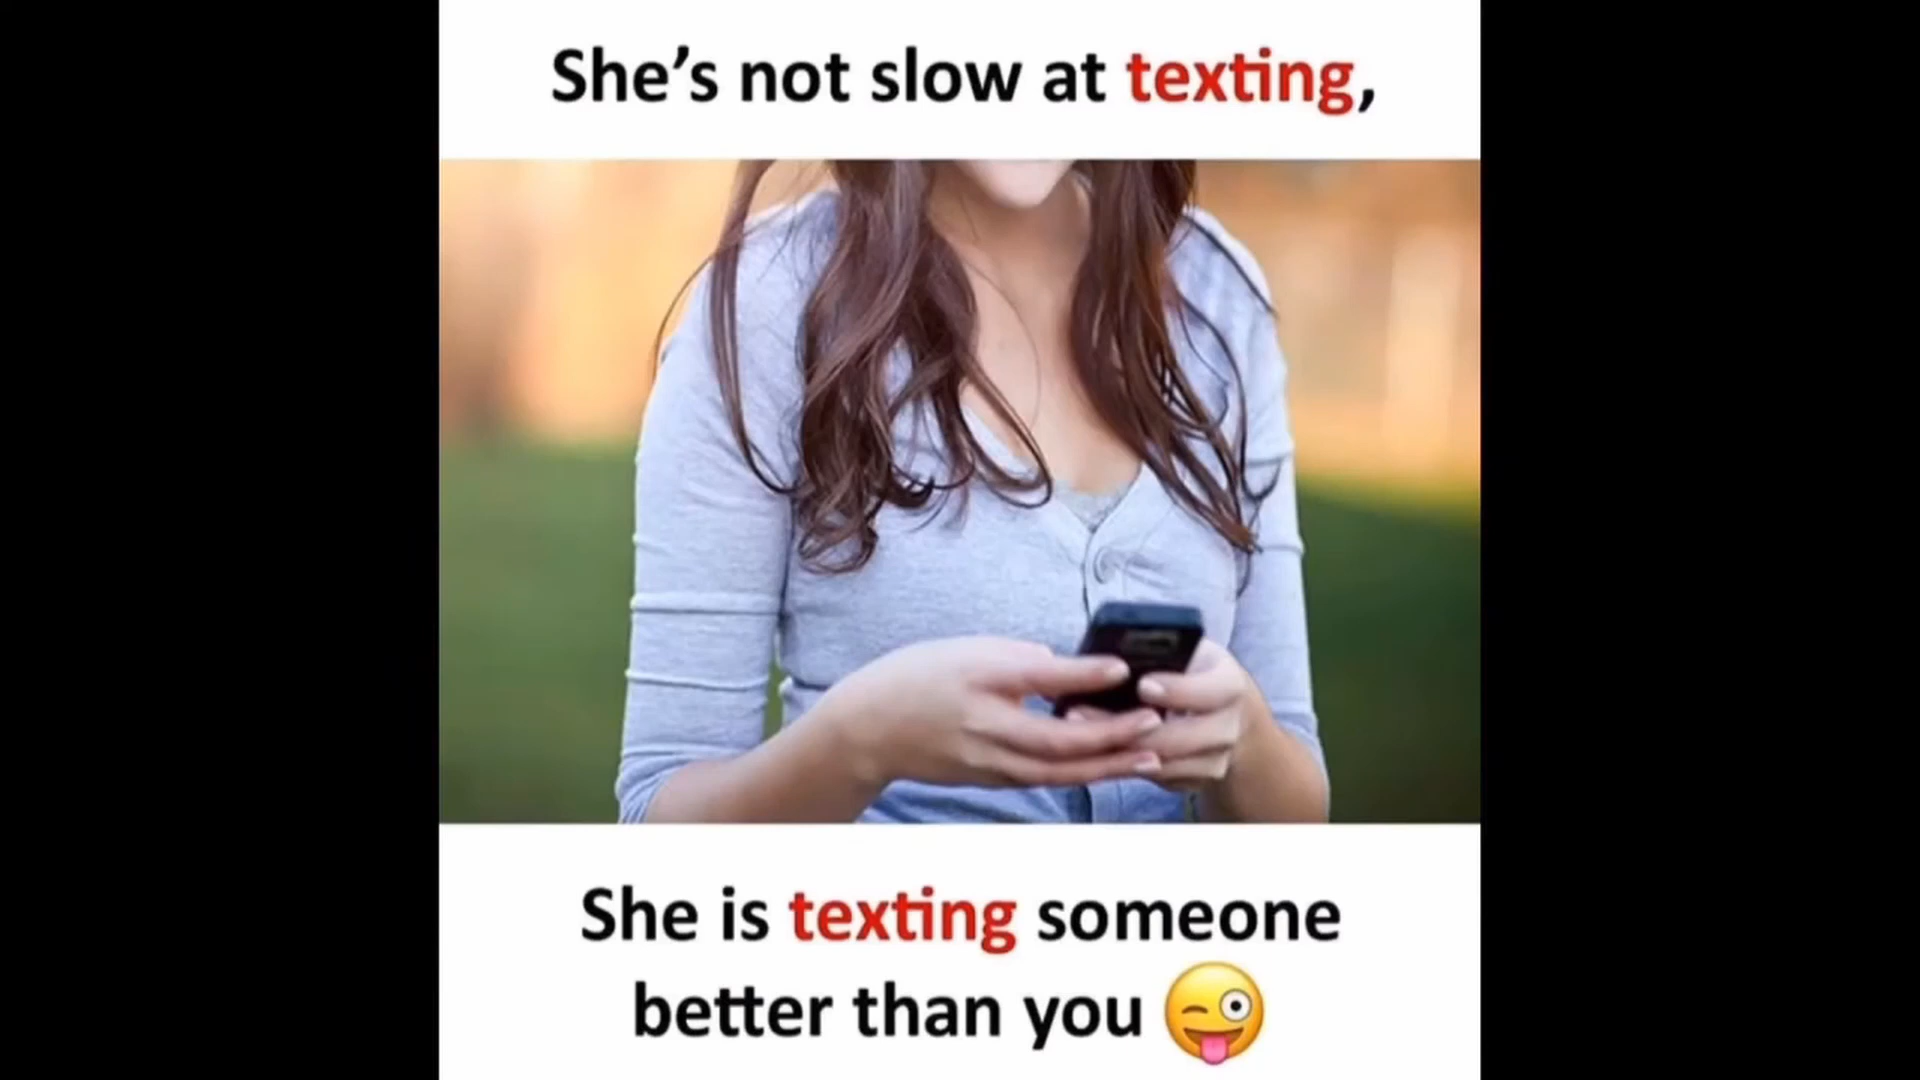 She’s not slow at texting,
She is texting someone
better than you 😜